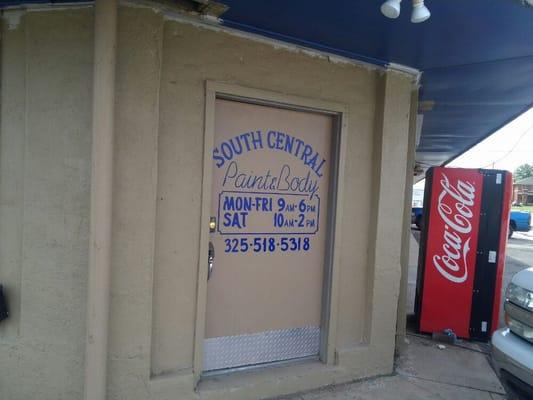 SOUTH CENTRAL
Paint & Body
MON-FRI 9AM-6PM
SAT 10AM-2PM
325-518-5318
Coca-Cola